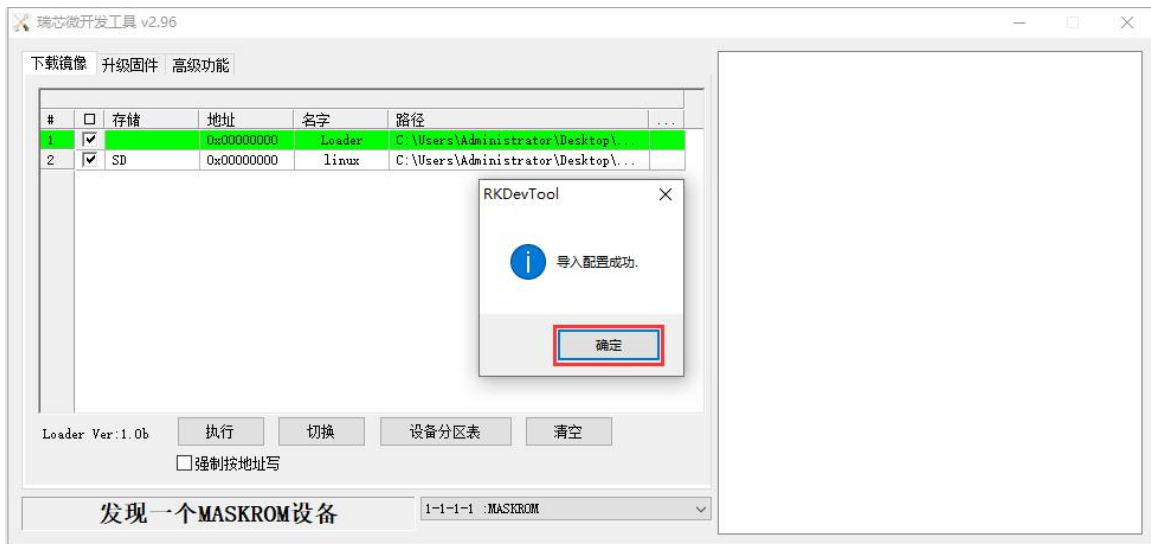 瑞芯微开发工具 v2.96
下载镜像 升级固件 高级功能
# 存储 地址 名字 路径 ...
1 0x00000000 Loader C:\Users\Administrator\Desktop\...
2 SD 0x00000000 linux C:\Users\Administrator\Desktop\...
RKDevTool
导入配置成功.
确定
Loader Ver:1.0b 执行 切换 设备分区表 清空
强制按地址写
发现一个MASKROM设备 1-1-1-1 :MASKROM